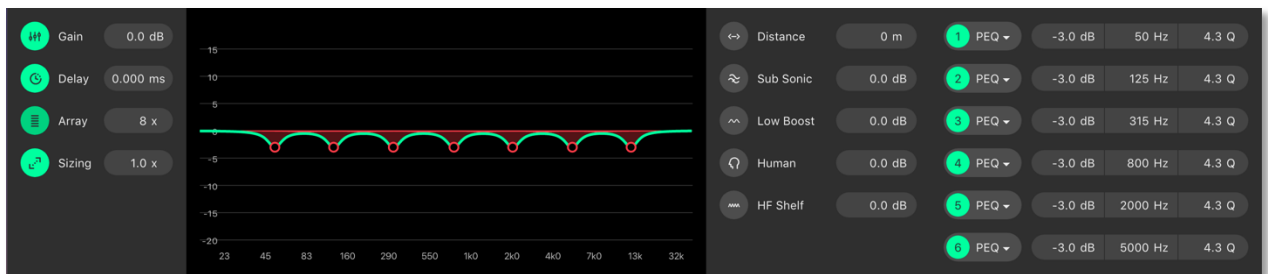 Gain 0.0 dB
Delay 0.000 ms
Array 8 x
Sizing 1.0 x
15
10
5
0
-5
-10
-15
-20
23 45 83 160 290 550 1k0 2k0 4k0 7k0 13k 32k
Distance 0 m
Sub Sonic 0.0 dB
Low Boost 0.0 dB
Human 0.0 dB
HF Shelf 0.0 dB
1 PEQ -3.0 dB 50 Hz 4.3 Q
2 PEQ -3.0 dB 125 Hz 4.3 Q
3 PEQ -3.0 dB 315 Hz 4.3 Q
4 PEQ -3.0 dB 800 Hz 4.3 Q
5 PEQ -3.0 dB 2000 Hz 4.3 Q
6 PEQ -3.0 dB 5000 Hz 4.3 Q